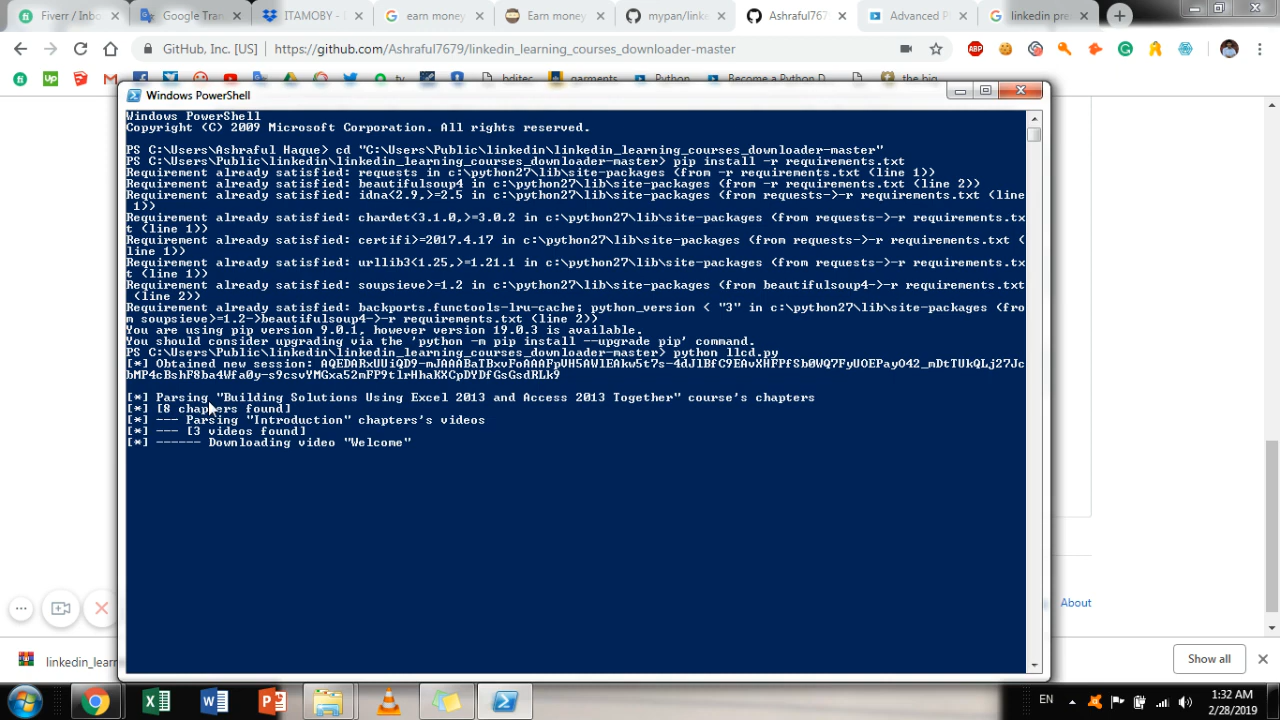 Fiverr / Inbo
Google Tran
ITAMOBY -
earn money
Earn money
mypan/linke
Ashraful767
Advanced P
linkedin pre
GitHub, Inc. [US] | https://github.com/Ashraful7679/linkedin_learning_courses_downloader-master
Up
tv
bdjtec
garments
Python
Become a Python D
the big
Windows PowerShell
Windows PowerShell
Copyright (C) 2009 Microsoft Corporation. All rights reserved.
PS C:\Users\Ashraful Haque> cd "C:\Users\Public\linkedin\linkedin_learning_courses_downloader-master"
PS C:\Users\Public\linkedin\linkedin_learning_courses_downloader-master> pip install -r requirements.txt
Requirement already satisfied: requests in c:\python27\lib\site-packages (from -r requirements.txt (line 1))
Requirement already satisfied: beautifulsoup4 in c:\python27\lib\site-packages (from -r requirements.txt (line 2))
Requirement already satisfied: idna<2.9,>=2.5 in c:\python27\lib\site-packages (from requests->-r requirements.txt (line
1))
Requirement already satisfied: chardet<3.1.0,>=3.0.2 in c:\python27\lib\site-packages (from requests->-r requirements.tx
t (line 1))
Requirement already satisfied: certifi>=2017.4.17 in c:\python27\lib\site-packages (from requests->-r requirements.txt (
line 1))
Requirement already satisfied: urllib3<1.25,>=1.21.1 in c:\python27\lib\site-packages (from requests->-r requirements.tx
t (line 1))
Requirement already satisfied: soupsieve>=1.2 in c:\python27\lib\site-packages (from beautifulsoup4->-r requirements.txt
(line 2))
Requirement already satisfied: backports.functools-lru-cache; python_version < "3" in c:\python27\lib\site-packages (fro
m soupsieve>=1.2->beautifulsoup4->-r requirements.txt (line 2))
You are using pip version 9.0.1, however version 19.0.3 is available.
You should consider upgrading via the 'python -m pip install --upgrade pip' command.
PS C:\Users\Public\linkedin\linkedin_learning_courses_downloader-master> python llcd.py
[*] Obtained new session:
[*] Parsing "Building Solutions Using Excel 2013 and Access 2013 Together" course's chapters
[*] [8 chapters found]
[*] --- Parsing "Introduction" chapters's videos
[*] --- [3 videos found]
[*] ------ Downloading video "Welcome"
About
linkedin_learn
Show all
EN
1:32 AM
2/28/2019